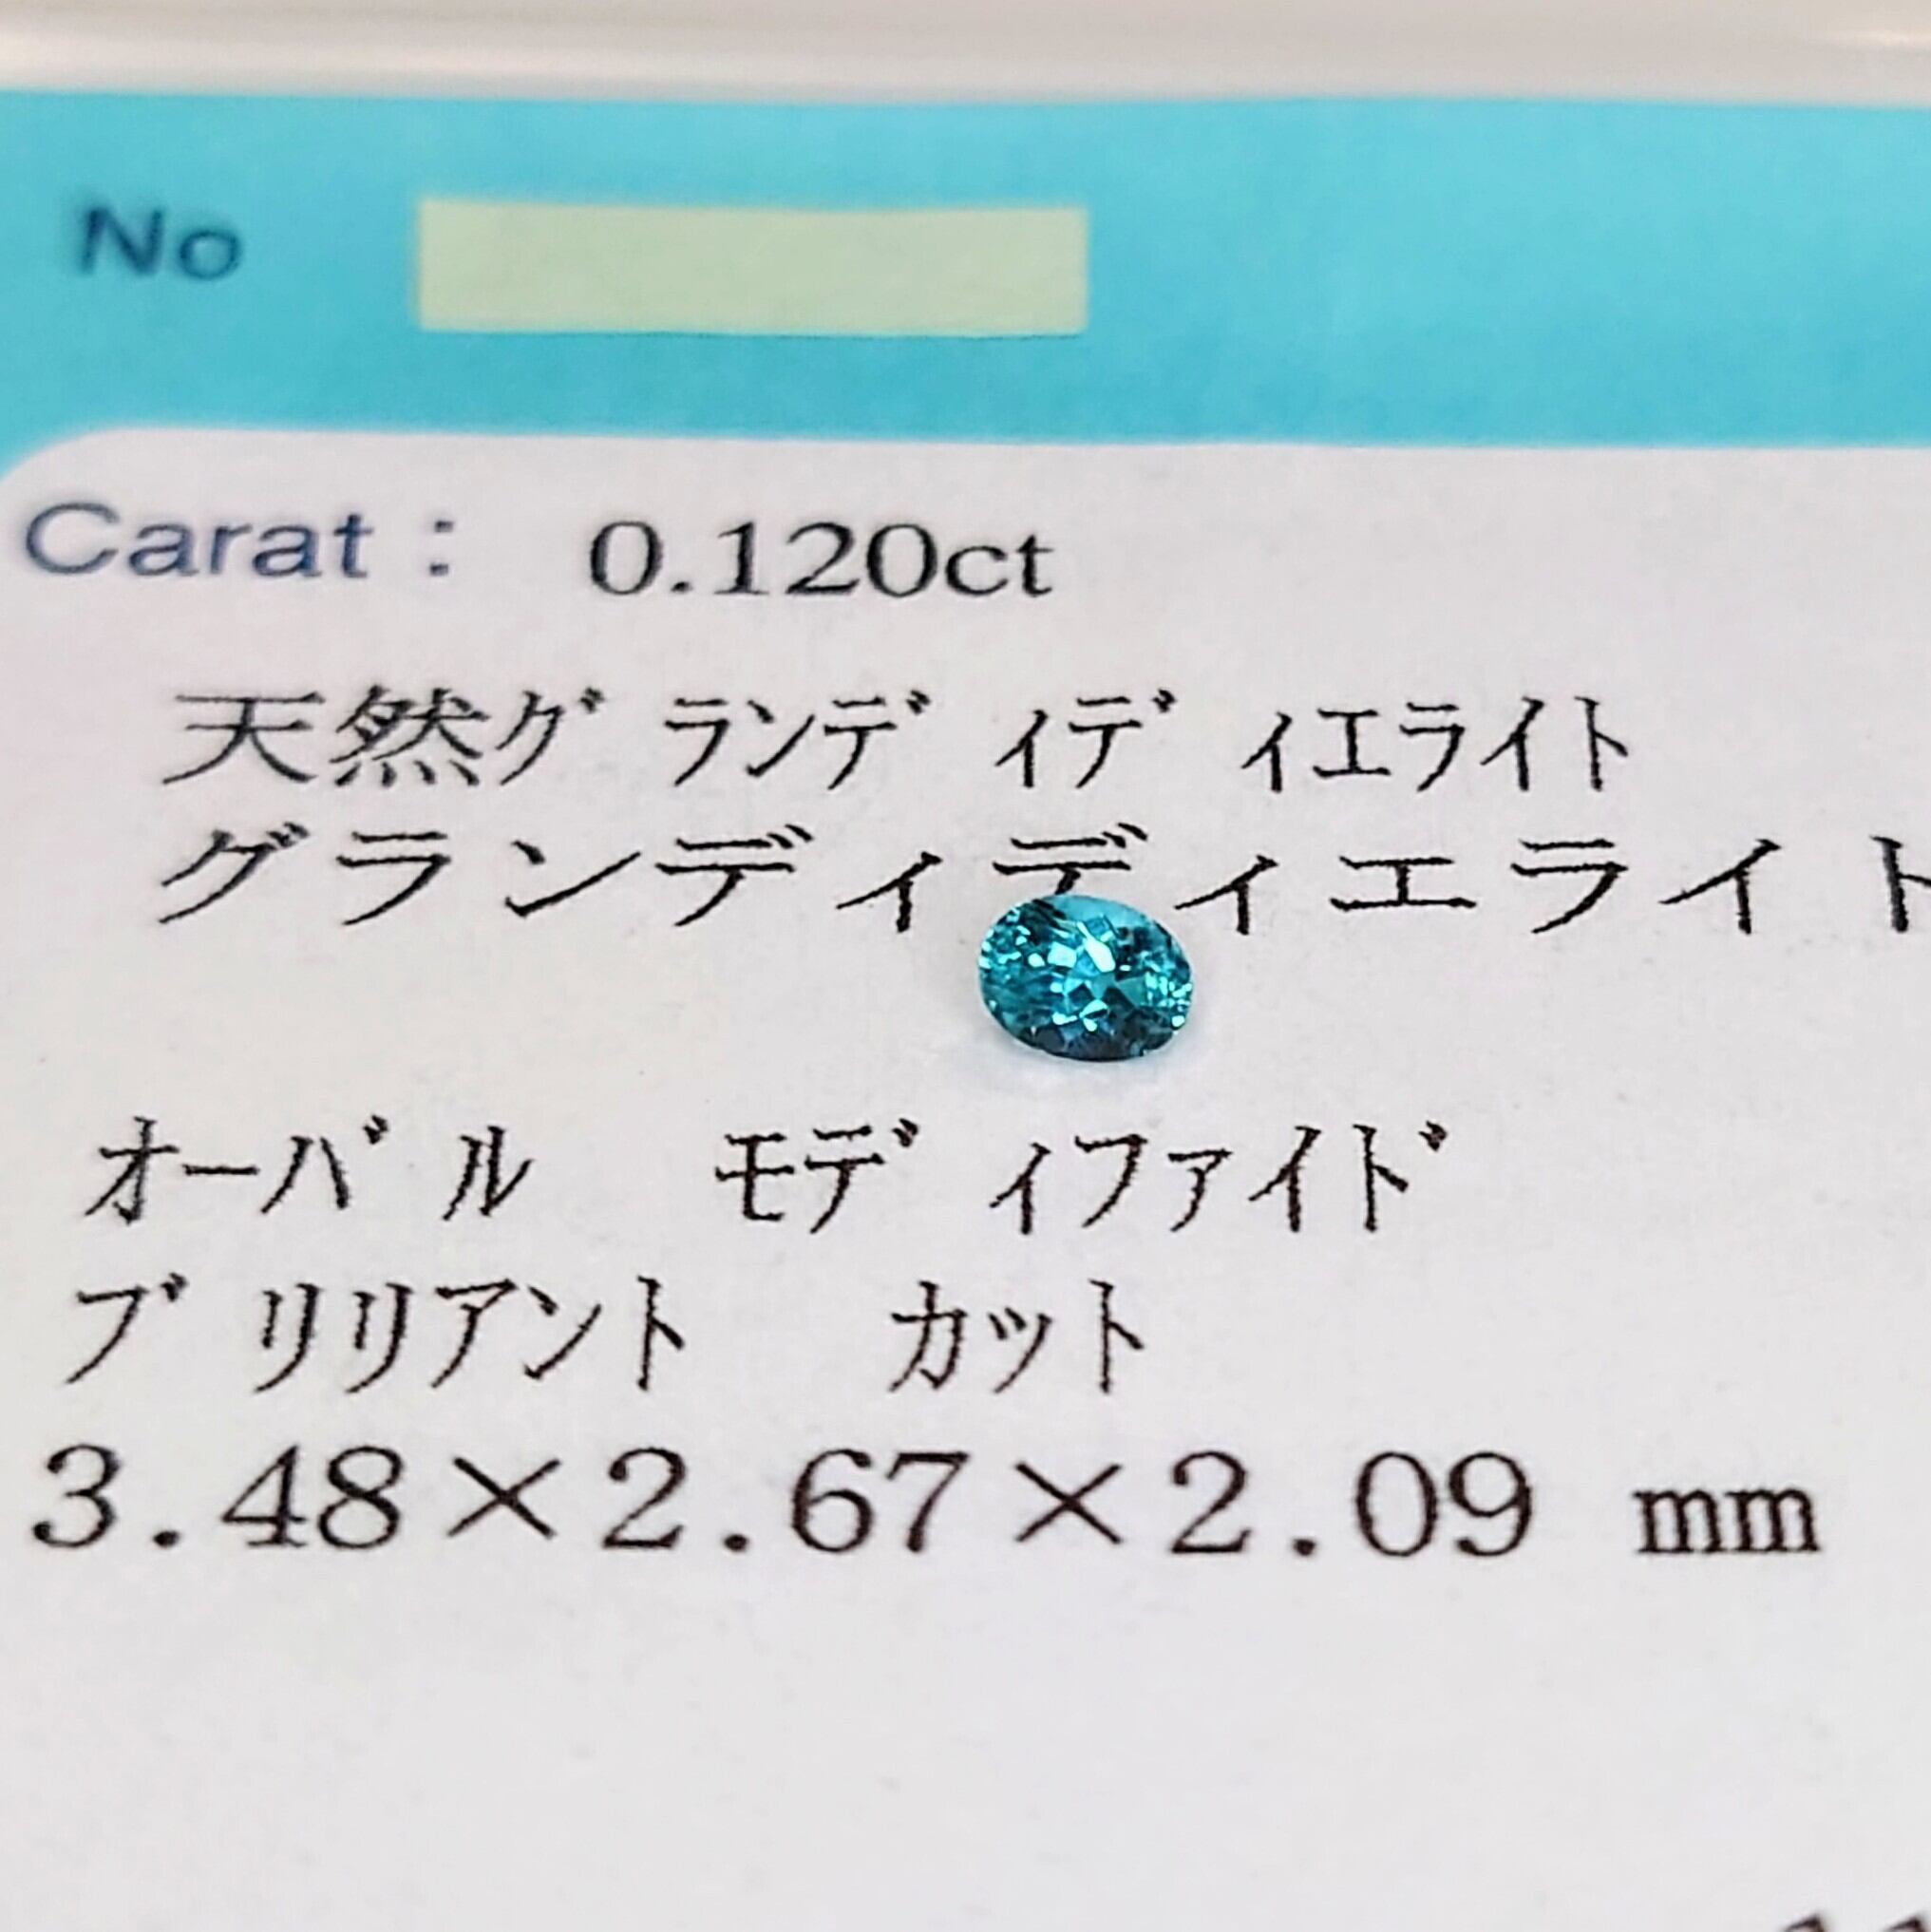 No
Carat : 0.120ct
天然ｸﾞﾗﾝﾃﾞｨﾃﾞｨｴﾗｲﾄ
グランディディエライト
ｵｰﾊﾞﾙ ﾓﾃﾞｨﾌｧｲﾄﾞ
ﾌﾞﾘﾘｱﾝﾄ ｶｯﾄ
3.48×2.67×2.09 mm